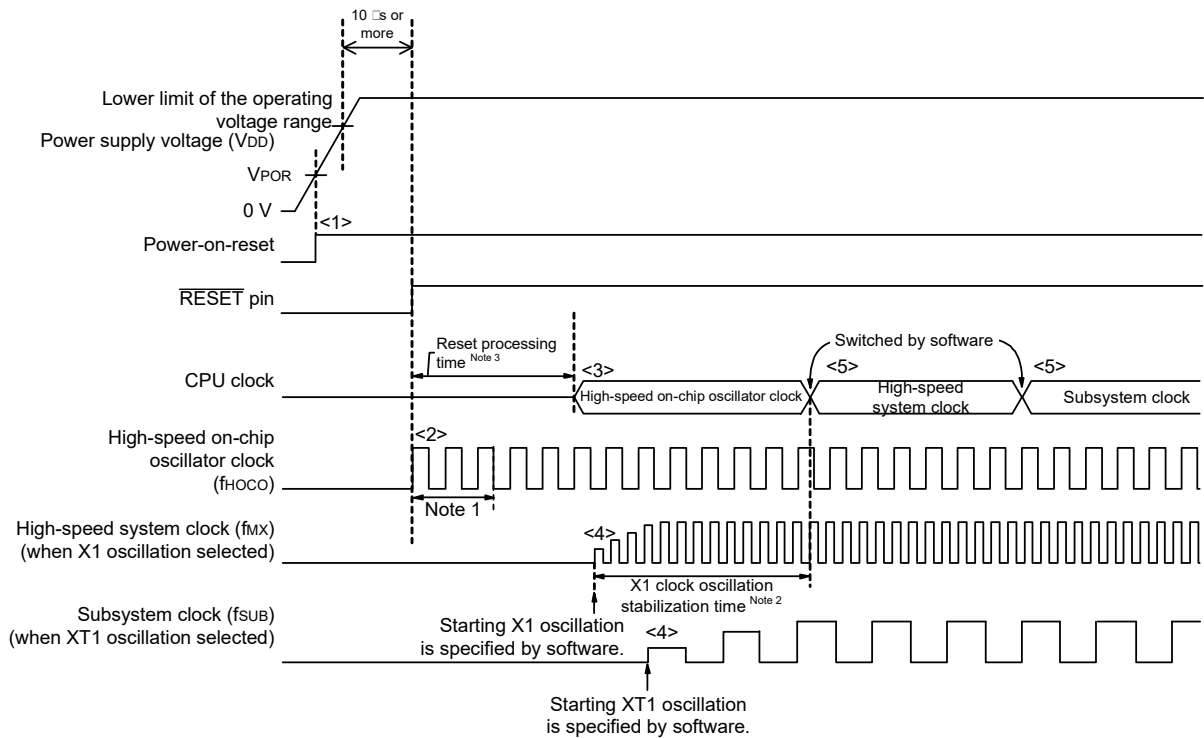 10 □s or
more
Lower limit of the operating
voltage range
Power supply voltage (VDD)
VPOR
0 V
<1>
Power-on-reset
RESET pin
Reset processing
time Note 3
Switched by software
CPU clock
<3>
<5>
<5>
High-speed on-chip oscillator clock
High-speed
system clock
Subsystem clock
High-speed on-chip
oscillator clock
(fHOCO)
<2>
Note 1
High-speed system clock (fMX)
(when X1 oscillation selected)
<4>
X1 clock oscillation
stabilization time Note 2
Subsystem clock (fSUB)
(when XT1 oscillation selected)
Starting X1 oscillation
is specified by software.
<4>
Starting XT1 oscillation
is specified by software.